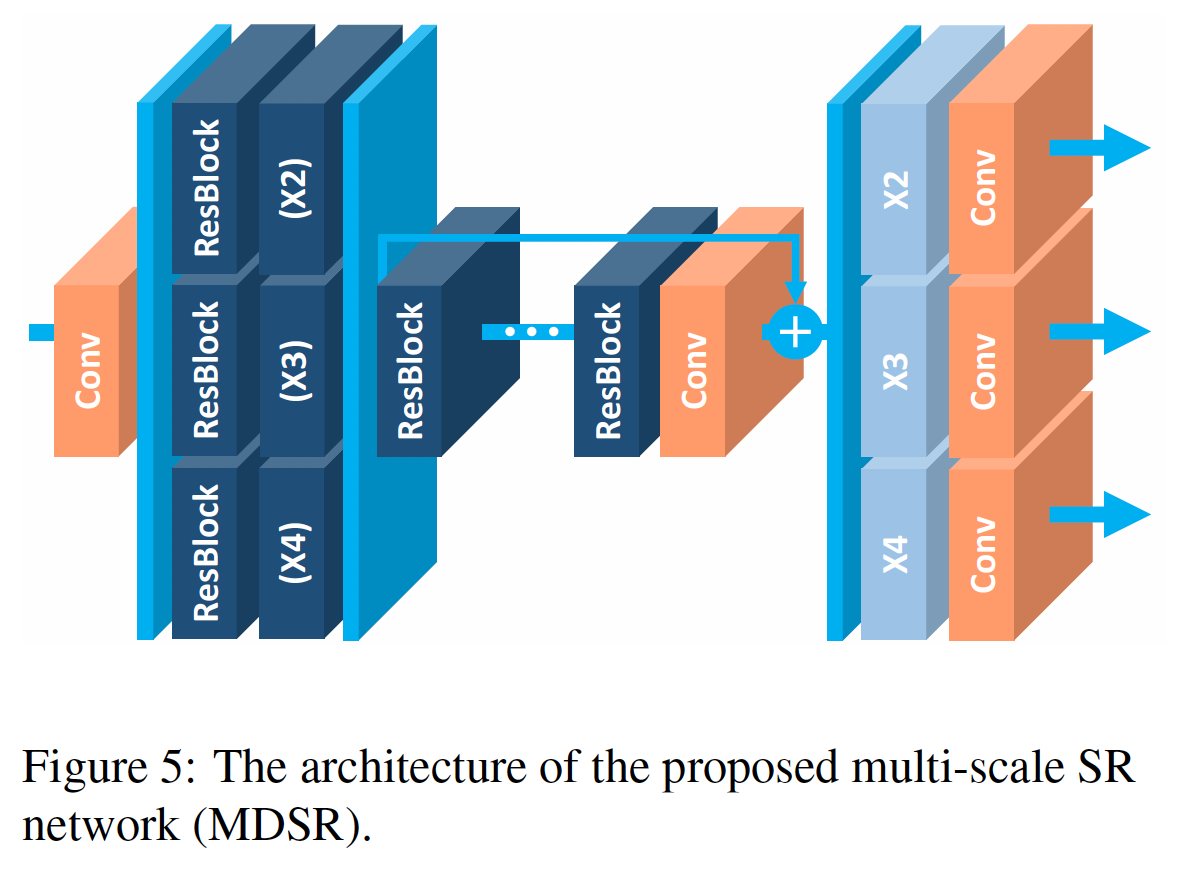 Conv
ResBlock
(X2)
ResBlock
(X3)
ResBlock
(X4)
ResBlock
ResBlock
Conv
X2
Conv
X3
Conv
X4
Conv
Figure 5: The architecture of the proposed multi-scale SR
network (MDSR).